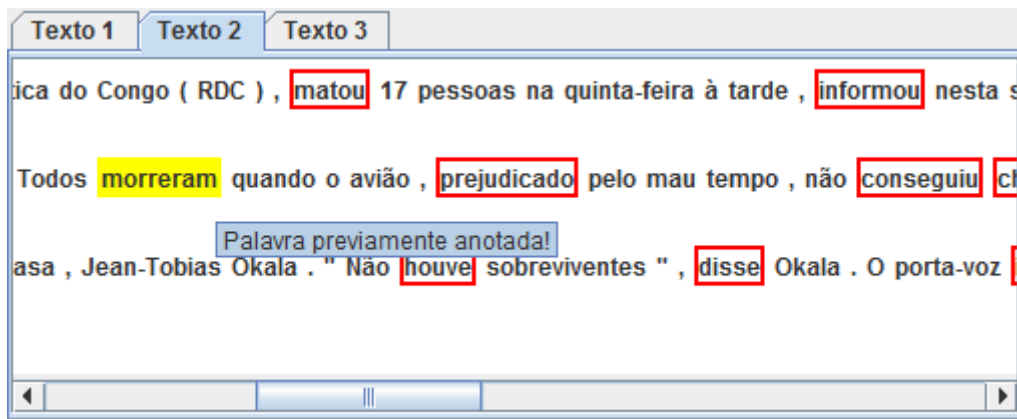 Texto 1 Texto 2 Texto 3
do Congo ( RDC ) , matou 17 pessoas na quinta-feira à tarde , informou nesta
Todos morreram quando o avião , prejudicado pelo mau tempo , não conseguiu
Palavra previamente anotada!
asa , Jean-Tobias Okala . " Não houve sobreviventes " , disse Okala . O porta-voz